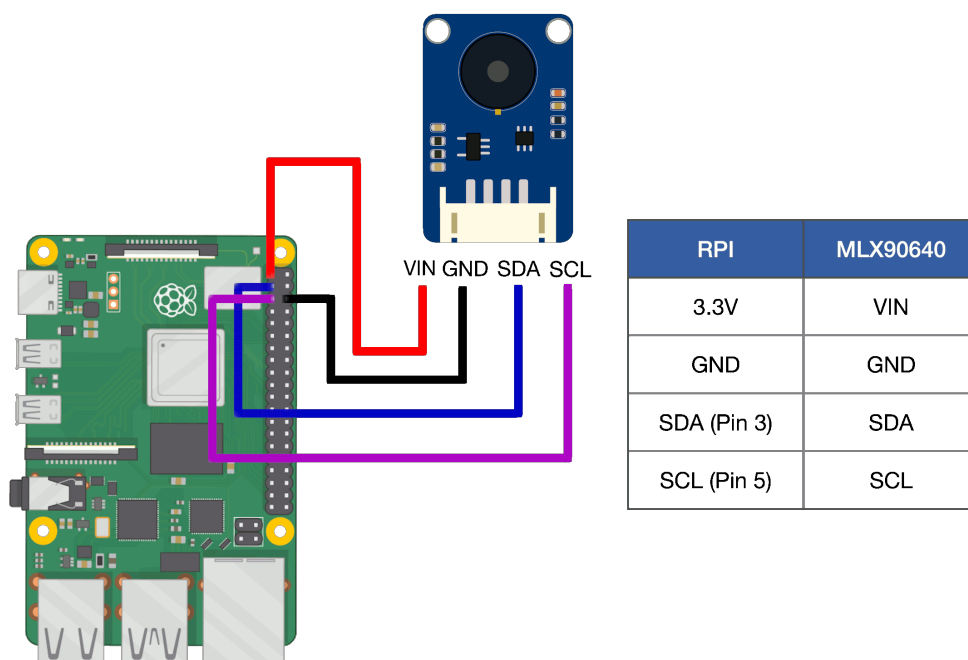 VIN GND SDA SCL
RPI MLX90640
3.3V VIN
GND GND
SDA (Pin 3) SDA
SCL (Pin 5) SCL